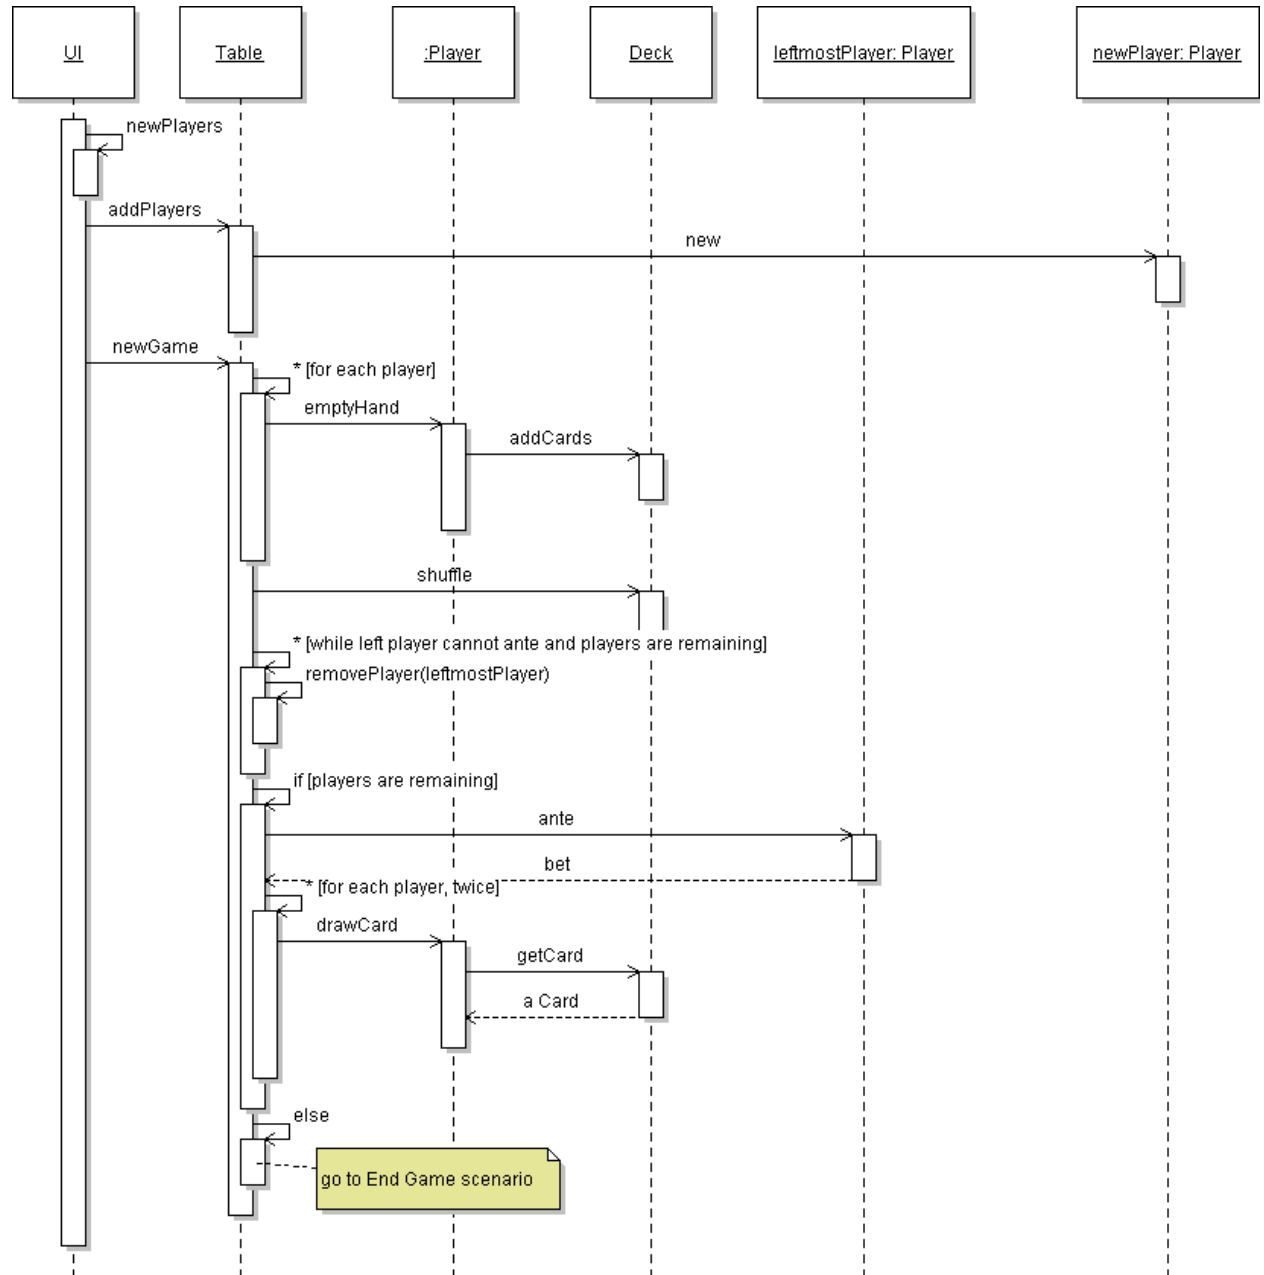 UI
Table
:Player
Deck
leftmostPlayer: Player
newPlayer: Player
newPlayers
addPlayers
new
newGame
* [for each player]
emptyHand
addCards
shuffle
* [while left player cannot ante and players are remaining]
removePlayer(leftmostPlayer)
if [players are remaining]
ante
bet
* [for each player, twice]
drawCard
getCard
a Card
else
go to End Game scenario